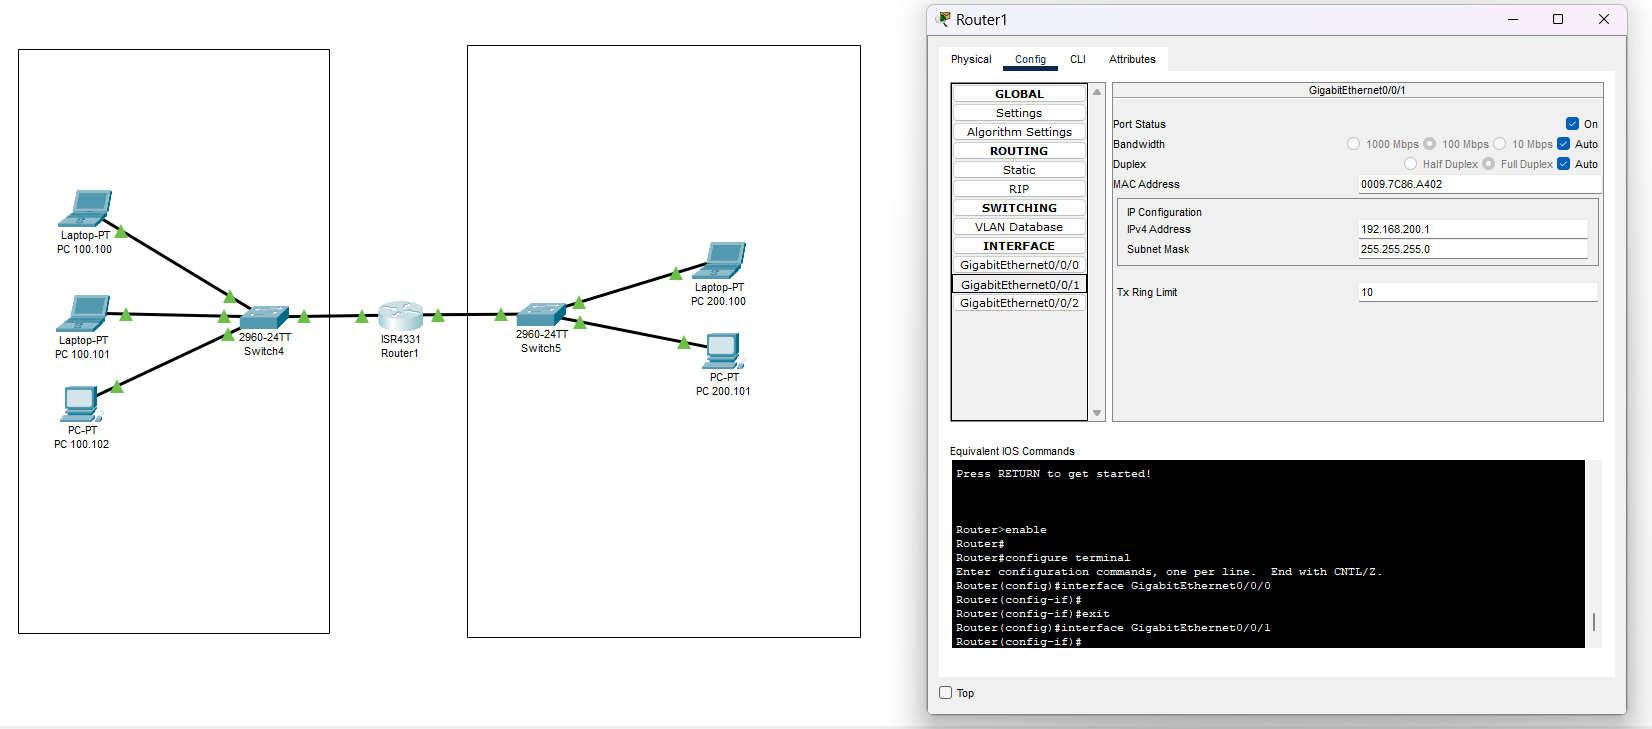 Laptop-PT
PC 100.100
Laptop-PT
PC 100.101
PC-PT
PC 100.102
2960-24TT
Switch4
ISR4331
Router1
2960-24TT
Switch5
Laptop-PT
PC 200.100
PC-PT
PC 200.101
Router1
Physical Config CLI Attributes
GLOBAL
Settings
Algorithm Settings
ROUTING
Static
RIP
SWITCHING
VLAN Database
INTERFACE
GigabitEthernet0/0/0
GigabitEthernet0/0/1
GigabitEthernet0/0/2
GigabitEthernet0/0/1
Port Status On
Bandwidth 1000 Mbps 100 Mbps 10 Mbps Auto
Duplex Half Duplex Full Duplex Auto
MAC Address 0009.7C86.A402
IP Configuration
IPv4 Address 192.168.200.1
Subnet Mask 255.255.255.0
Tx Ring Limit 10
Equivalent IOS Commands
Press RETURN to get started!
Router>enable
Router#
Router#configure terminal
Enter configuration commands, one per line. End with CNTL/Z.
Router(config)#interface GigabitEthernet0/0/0
Router(config-if)#
Router(config-if)#exit
Router(config)#interface GigabitEthernet0/0/1
Router(config-if)#
Top